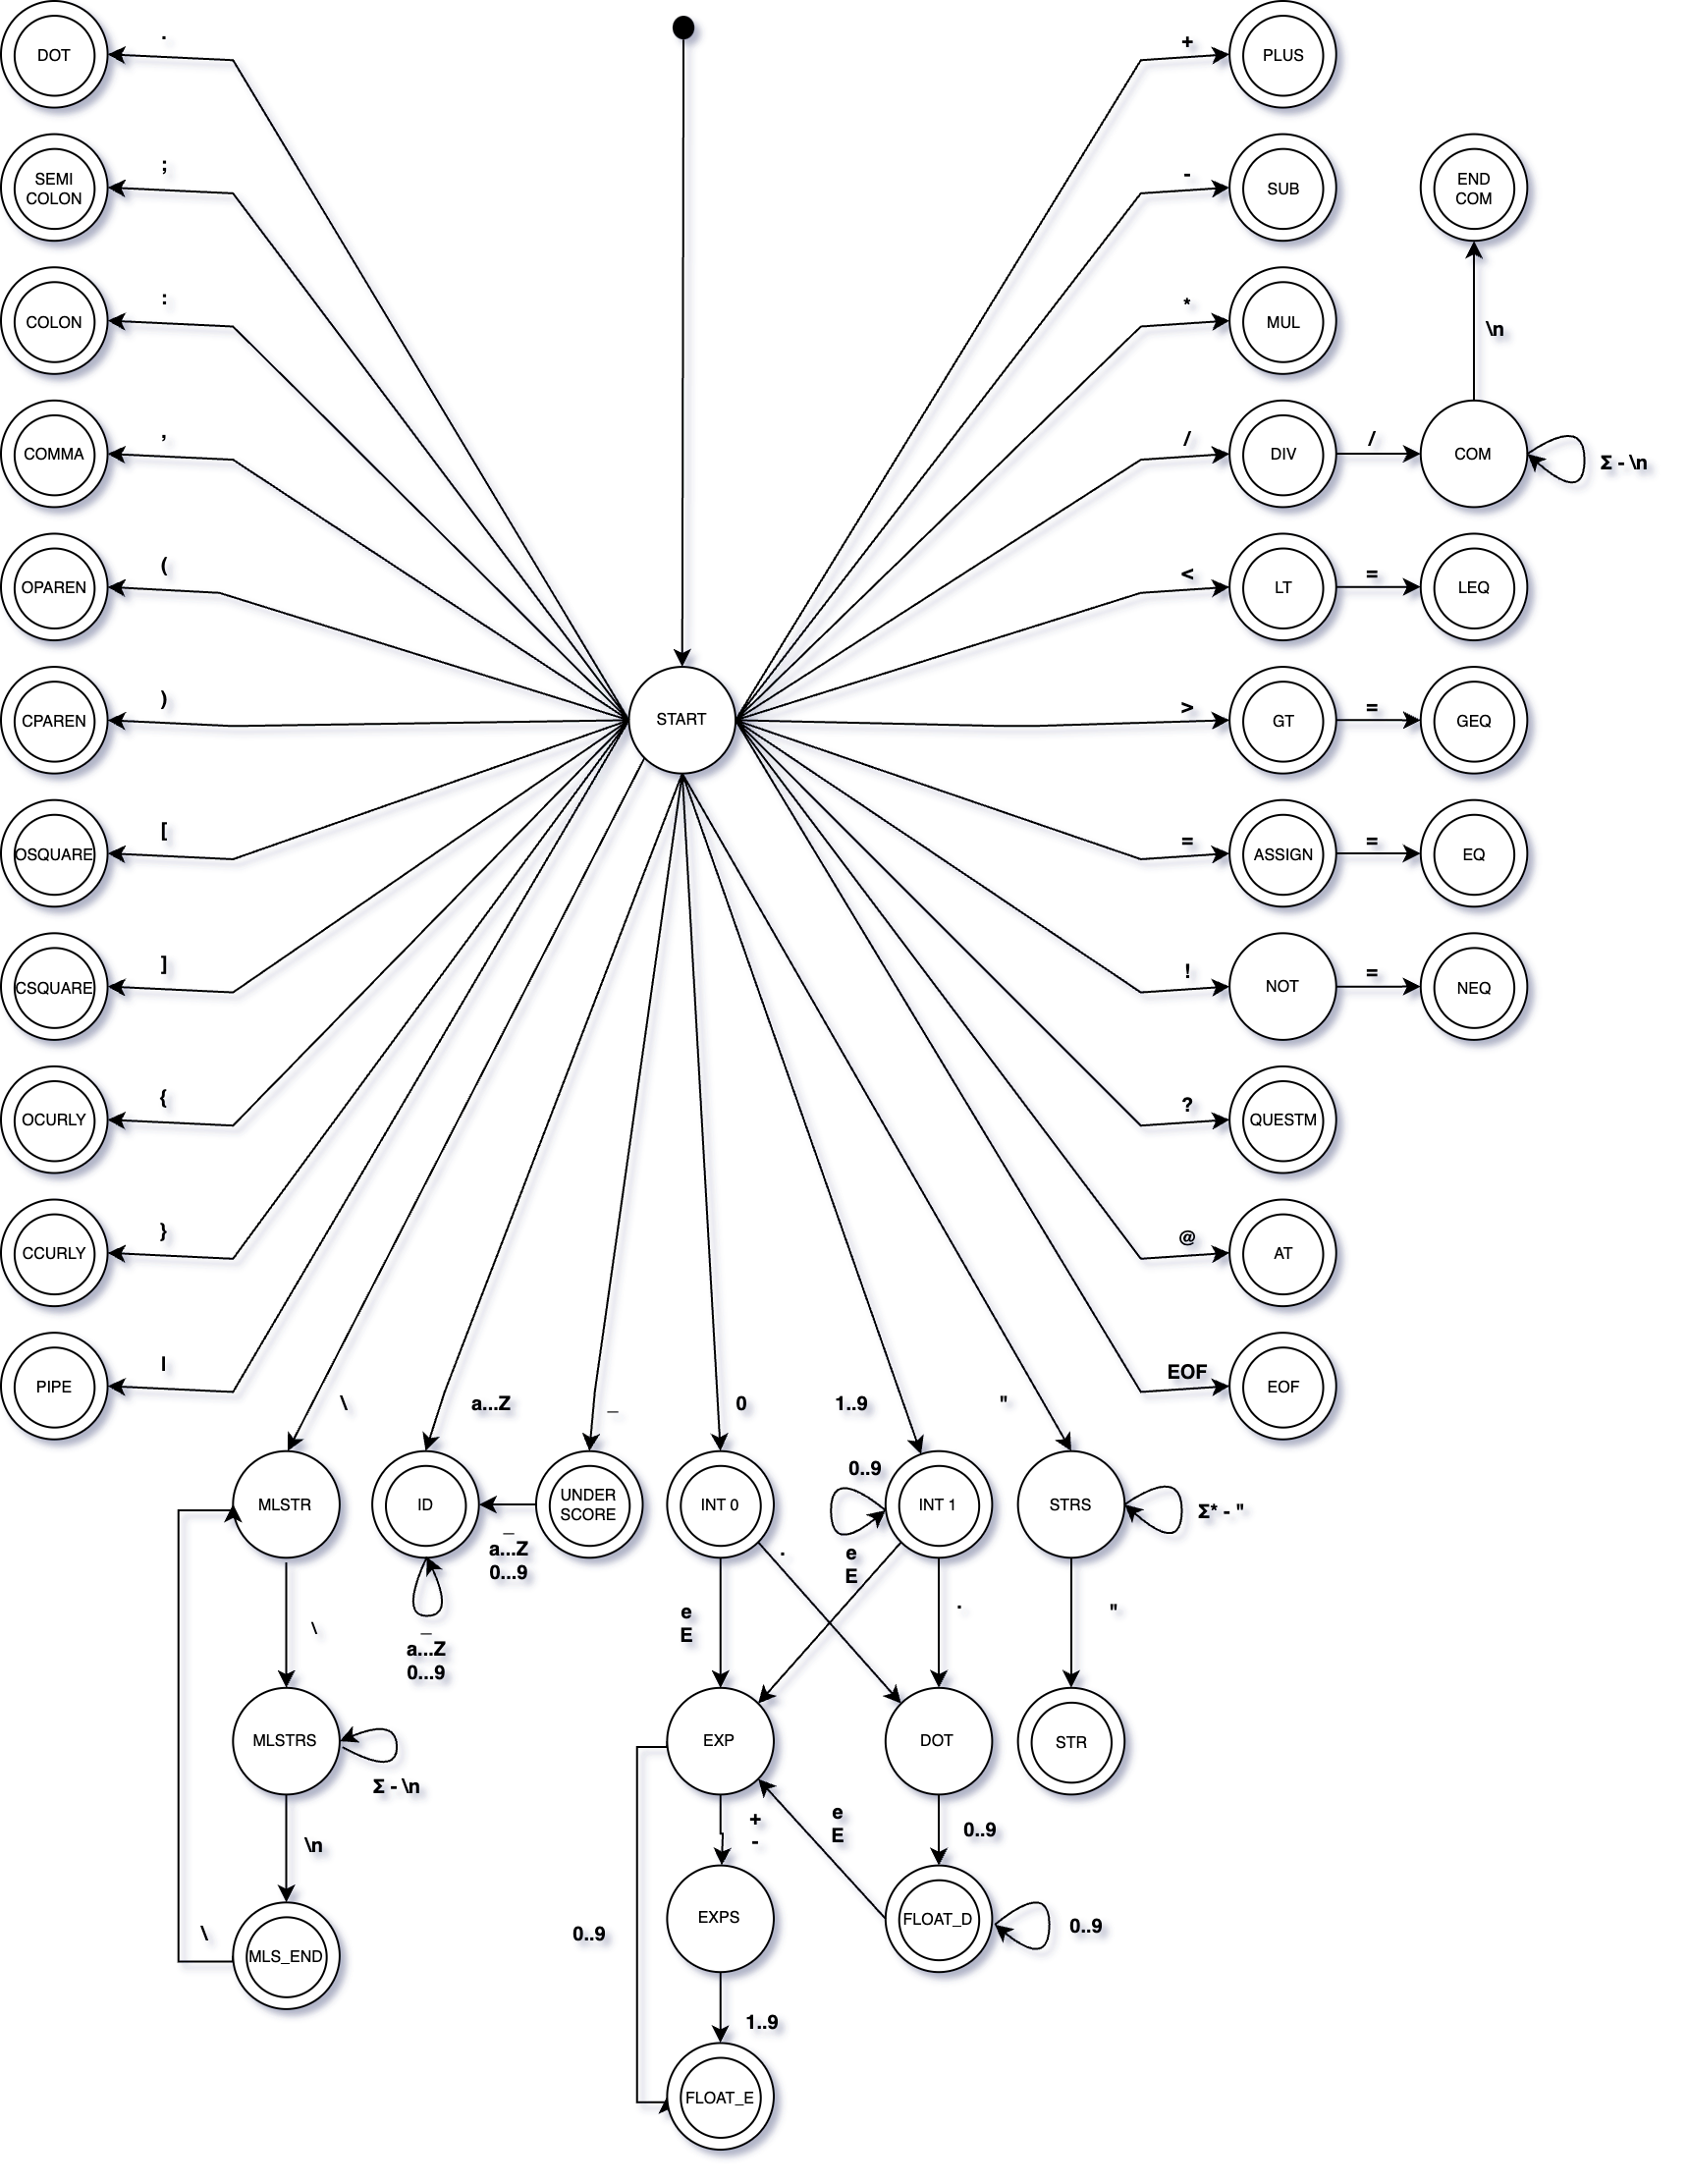 .
DOT
+
PLUS
;
SEMI
COLON
-
SUB
END
COM
:
COLON
*
MUL
\n
,
COMMA
/
DIV
/
COM
Σ - \n
(
OPAREN
<
LT
=
LEQ
)
CPAREN
START
>
GT
=
GEQ
[
OSQUARE
=
ASSIGN
=
EQ
]
CSQUARE
!
NOT
=
NEQ
{
OCURLY
?
QUESTM
}
CCURLY
@
AT
|
PIPE
EOF
EOF
\
a...Z
_
0
1..9
"
MLSTR
ID
UNDER
SCORE
INT 0
0..9
INT 1
STRS
Σ* - "
_
a...Z
0...9
.
e
E
_
a...Z
0...9
\
e
E
.
"
MLSTRS
Σ - \n
EXP
DOT
STR
\n
+
-
e
E
0..9
MLS_END
\
0..9
EXPS
FLOAT_D
0..9
1..9
FLOAT_E